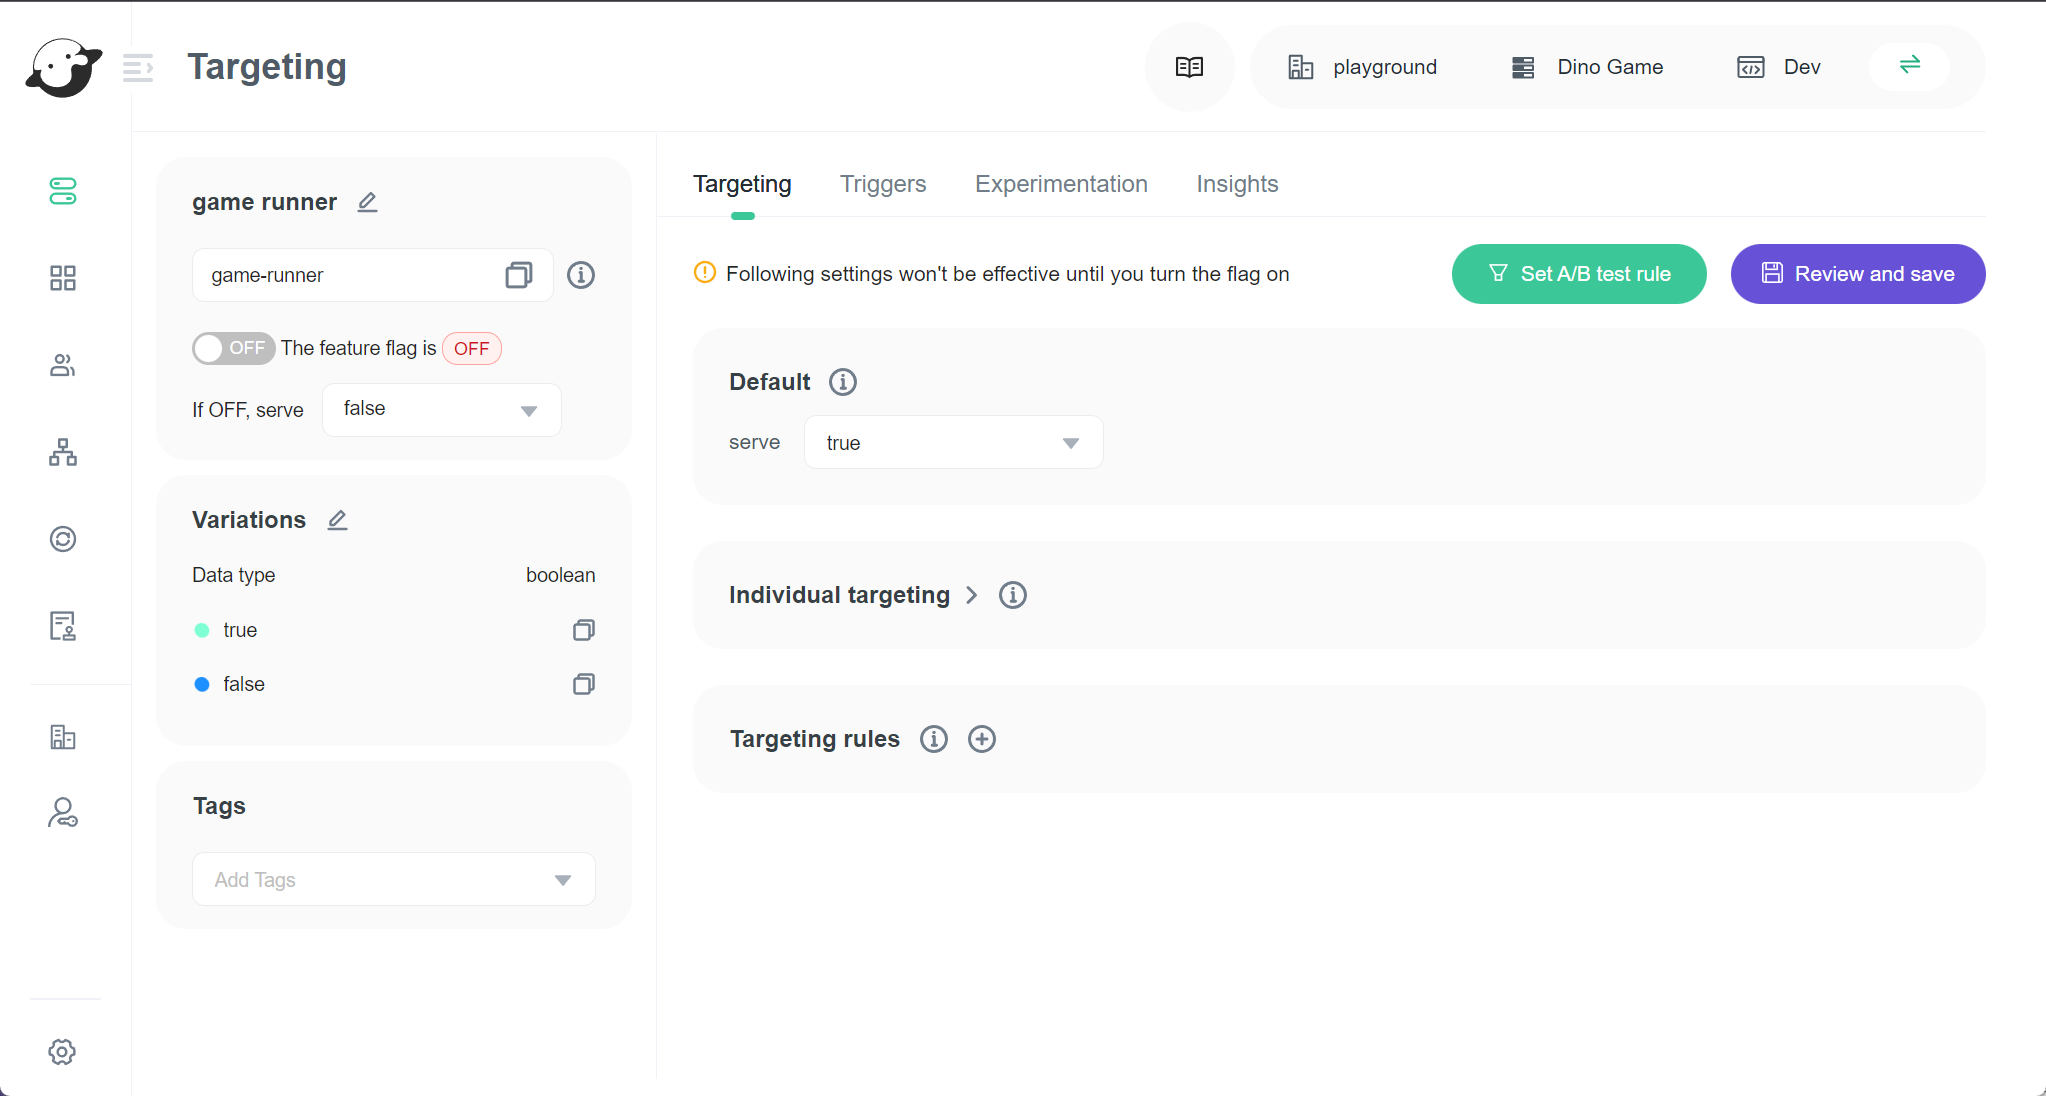 Targeting
playground
Dino Game
Dev
game runner
game-runner
OFF The feature flag is OFF
If OFF, serve false
Variations
Data type boolean
true
false
Tags
Add Tags
Targeting Triggers Experimentation Insights
Following settings won't be effective until you turn the flag on
Set A/B test rule
Review and save
Default
serve true
Individual targeting
Targeting rules